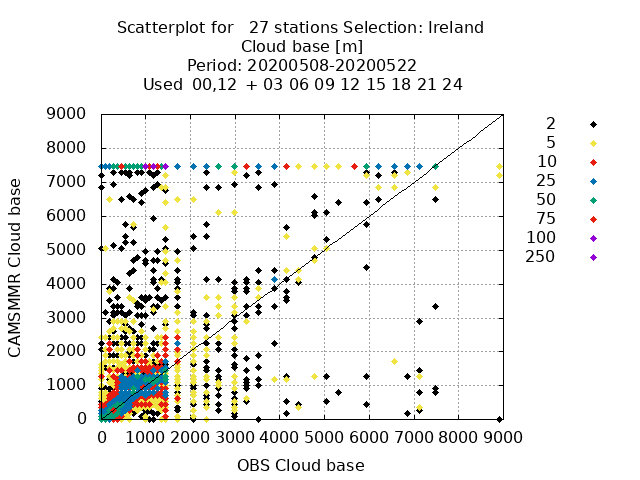 Scatterplot for   27 stations Selection: Ireland
Cloud base [m]
Period: 20200508-20200522
Used  00,12  + 03 06 09 12 15 18 21 24
9000
8000
7000
6000
5000
4000
3000
2000
1000
0
CAMSMMR Cloud base
0 1000 2000 3000 4000 5000 6000 7000 8000 9000
OBS Cloud base
2
5
10
25
50
75
100
250